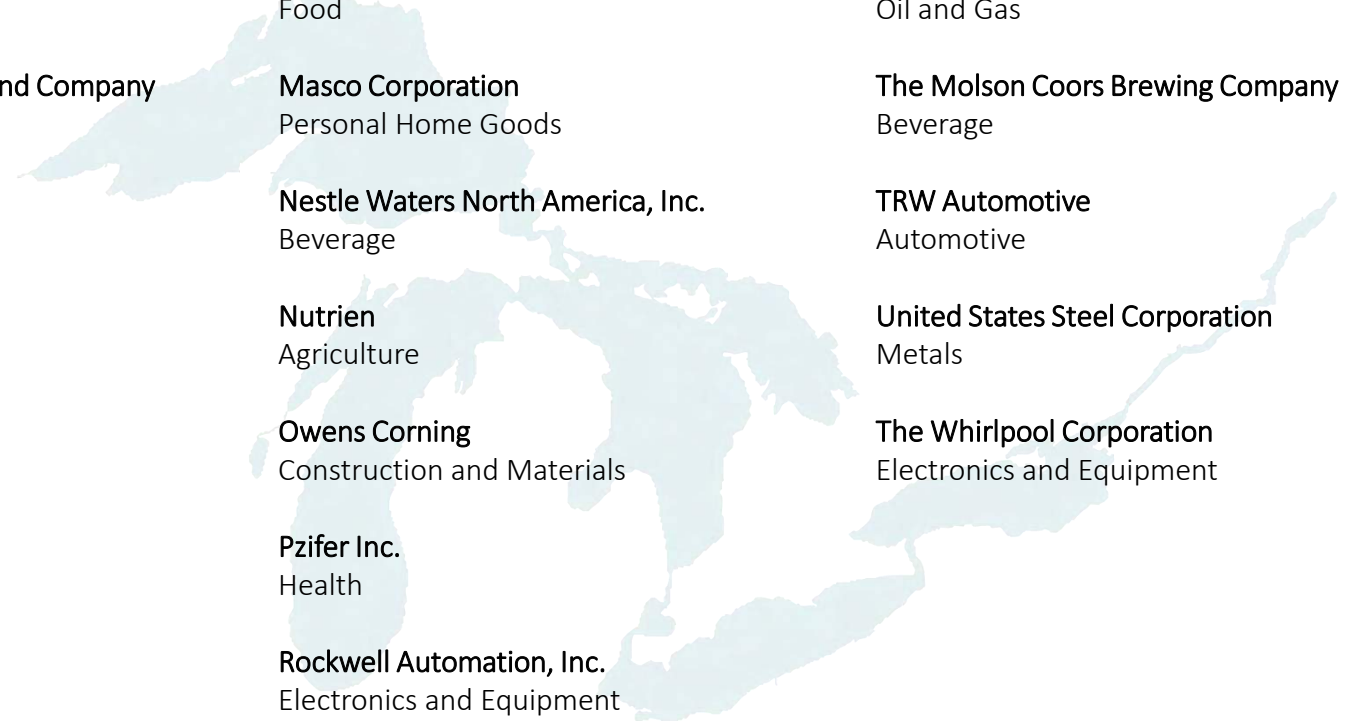 nd Company
Food
Masco Corporation
Personal Home Goods
Nestle Waters North America, Inc.
Beverage
Nutrien
Agriculture
Owens Corning
Construction and Materials
Pzifer Inc.
Health
Rockwell Automation, Inc.
Electronics and Equipment
Oil and Gas
The Molson Coors Brewing Company
Beverage
TRW Automotive
Automotive
United States Steel Corporation
Metals
The Whirlpool Corporation
Electronics and Equipment